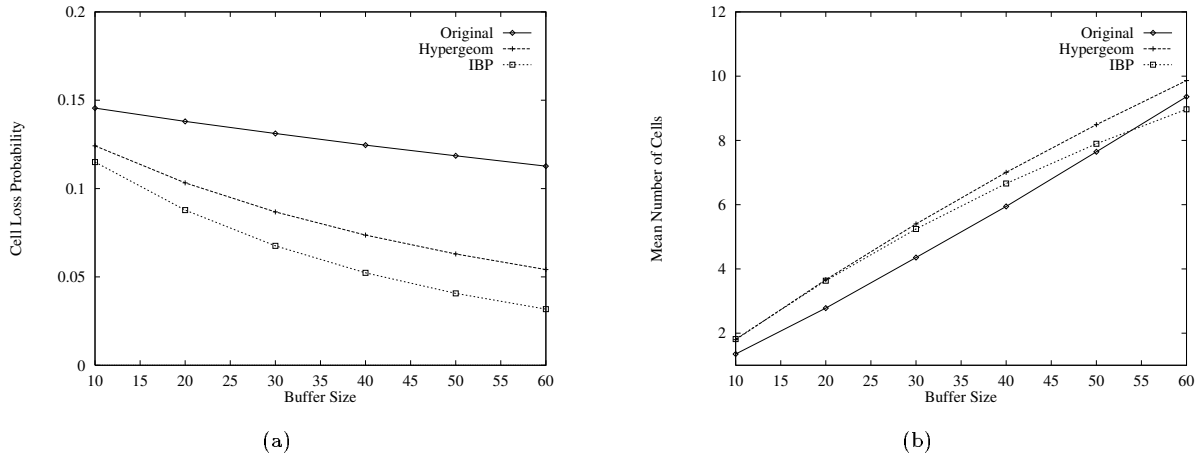 0.2
0.15
0.1
0.05
0
Cell Loss Probability
Original
Hypergeom
IBP
10 15 20 25 30 35 40 45 50 55 60
Buffer Size
(a)
12
10
8
6
4
2
Mean Number of Cells
Original
Hypergeom
IBP
10 15 20 25 30 35 40 45 50 55 60
Buffer Size
(b)